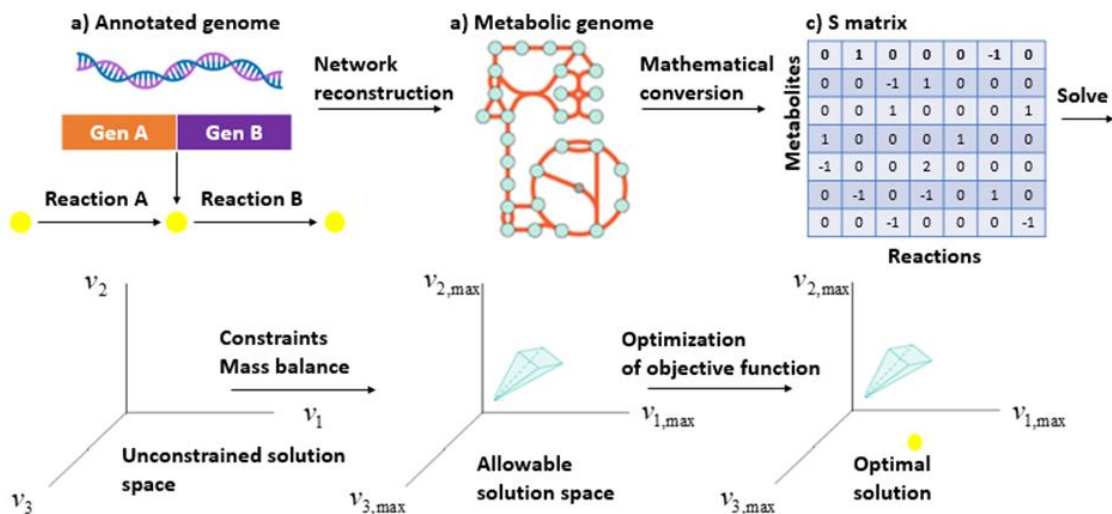 a) Annotated genome
a) Metabolic genome
c) S matrix
Network
reconstruction
Mathematical
conversion
Solve
Gen A Gen B
Reaction A Reaction B
Metabolites
0 1 0 0 0 -1 0
0 0 -1 1 0 0 0
0 0 1 0 0 0 1
1 0 0 0 1 0 0
-1 0 0 2 0 0 0
0 -1 0 -1 0 1 0
0 0 -1 0 0 0 -1
Reactions
v2
v1
v3
Unconstrained solution
space
Constraints
Mass balance
v2,max
v1,max
v3,max
Allowable
solution space
Optimization
of objective function
v2,max
v1,max
v3,max
Optimal
solution